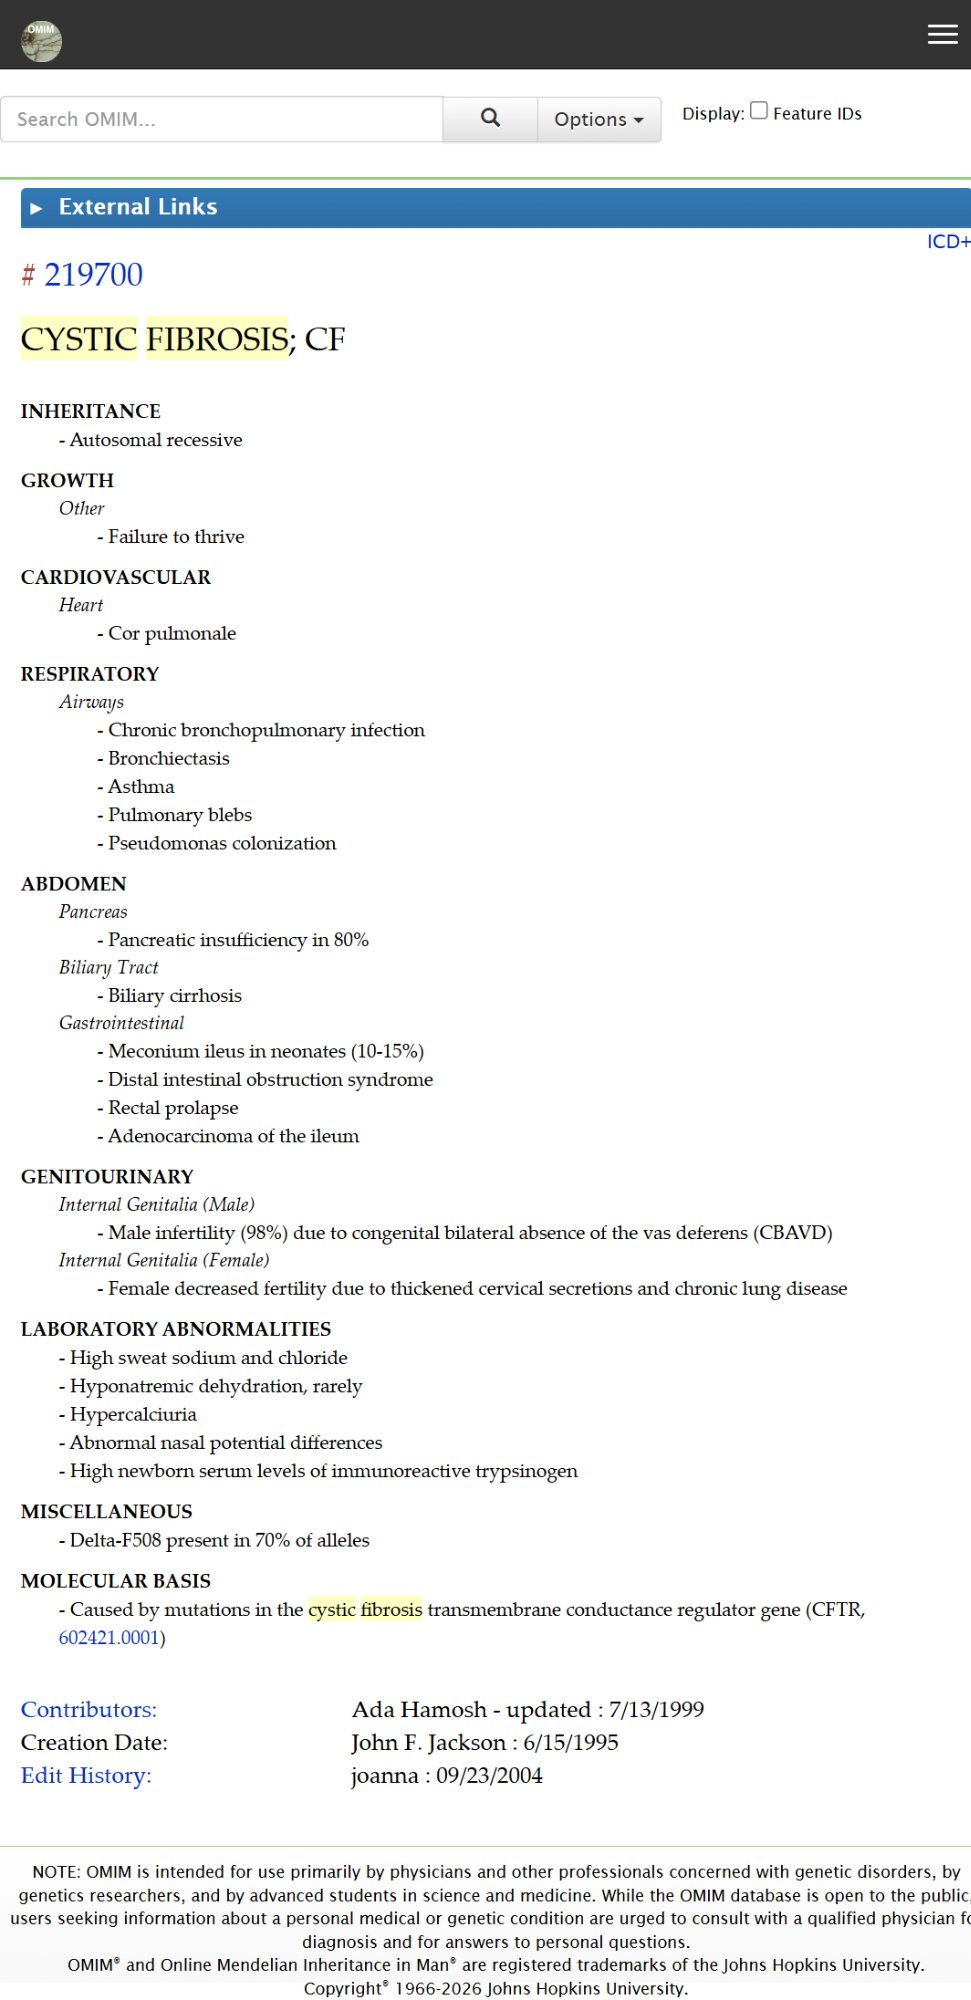 OMIM
Search OMIM...
Options
Display: Feature IDs
► External Links
ICD+
# 219700
CYSTIC FIBROSIS; CF
INHERITANCE
- Autosomal recessive
GROWTH
Other
- Failure to thrive
CARDIOVASCULAR
Heart
- Cor pulmonale
RESPIRATORY
Airways
- Chronic bronchopulmonary infection
- Bronchiectasis
- Asthma
- Pulmonary blebs
- Pseudomonas colonization
ABDOMEN
Pancreas
- Pancreatic insufficiency in 80%
Biliary Tract
- Biliary cirrhosis
Gastrointestinal
- Meconium ileus in neonates (10-15%)
- Distal intestinal obstruction syndrome
- Rectal prolapse
- Adenocarcinoma of the ileum
GENITOURINARY
Internal Genitalia (Male)
- Male infertility (98%) due to congenital bilateral absence of the vas deferens (CBAVD)
Internal Genitalia (Female)
- Female decreased fertility due to thickened cervical secretions and chronic lung disease
LABORATORY ABNORMALITIES
- High sweat sodium and chloride
- Hyponatremic dehydration, rarely
- Hypercalciuria
- Abnormal nasal potential differences
- High newborn serum levels of immunoreactive trypsinogen
MISCELLANEOUS
- Delta-F508 present in 70% of alleles
MOLECULAR BASIS
- Caused by mutations in the cystic fibrosis transmembrane conductance regulator gene (CFTR,
602421.0001)
Contributors: Ada Hamosh - updated : 7/13/1999
Creation Date: John F. Jackson : 6/15/1995
Edit History: joanna : 09/23/2004
NOTE: OMIM is intended for use primarily by physicians and other professionals concerned with genetic disorders, by
genetics researchers, and by advanced students in science and medicine. While the OMIM database is open to the public,
users seeking information about a personal medical or genetic condition are urged to consult with a qualified physician fo
diagnosis and for answers to personal questions.
OMIM® and Online Mendelian Inheritance in Man® are registered trademarks of the Johns Hopkins University.
Copyright® 1966-2026 Johns Hopkins University.